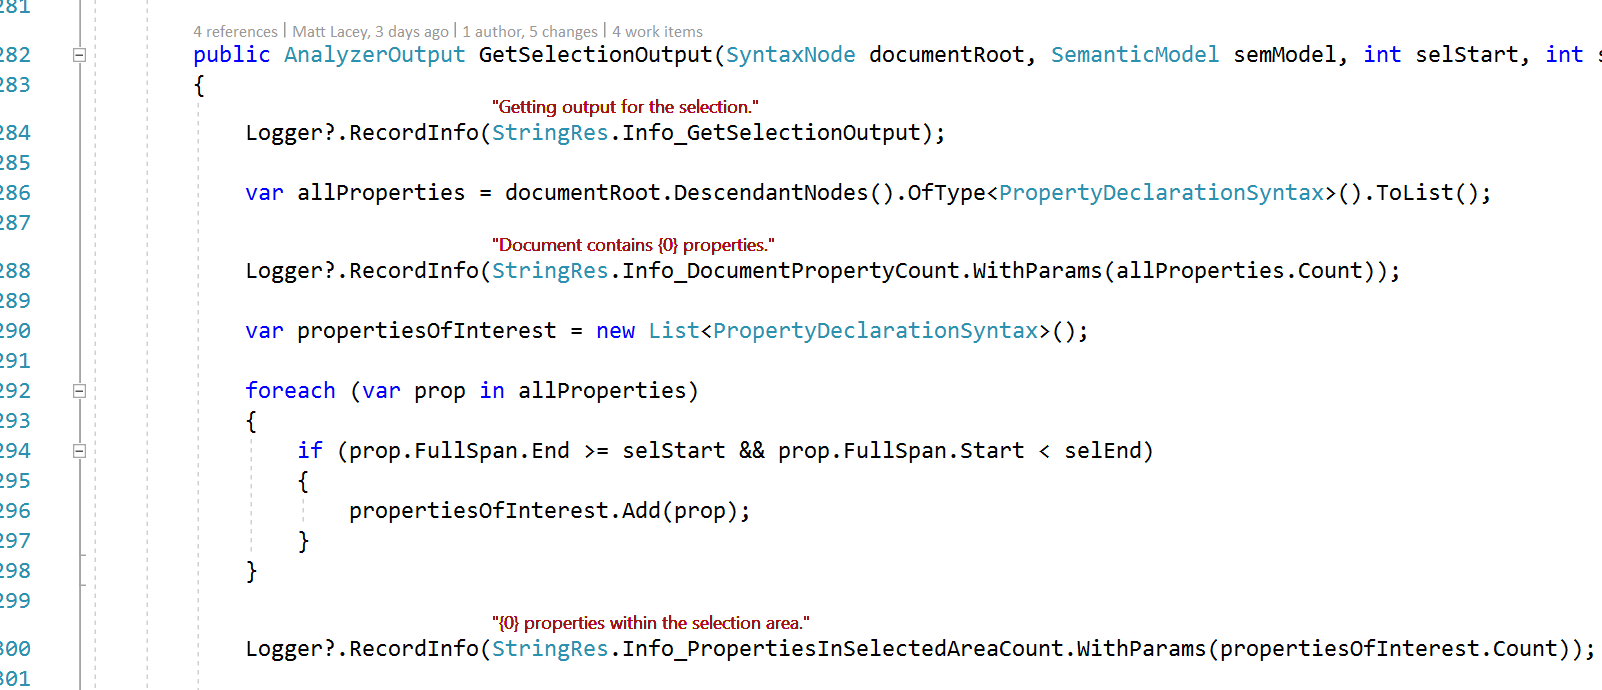 281
4 references | Matt Lacey, 3 days ago | 1 author, 5 changes | 4 work items
282 public AnalyzerOutput GetSelectionOutput(SyntaxNode documentRoot, SemanticModel semModel, int selStart, int
283 {
"Getting output for the selection."
284 Logger?.RecordInfo(StringRes.Info_GetSelectionOutput);
285
286 var allProperties = documentRoot.DescendantNodes().OfType<PropertyDeclarationSyntax>().ToList();
287
"Document contains {0} properties."
288 Logger?.RecordInfo(StringRes.Info_DocumentPropertyCount.WithParams(allProperties.Count));
289
290 var propertiesOfInterest = new List<PropertyDeclarationSyntax>();
291
292 foreach (var prop in allProperties)
293 {
294 if (prop.FullSpan.End >= selStart && prop.FullSpan.Start < selEnd)
295 {
296 propertiesOfInterest.Add(prop);
297 }
298 }
299
"{0} properties within the selection area."
300 Logger?.RecordInfo(StringRes.Info_PropertiesInSelectedAreaCount.WithParams(propertiesOfInterest.Count));
301